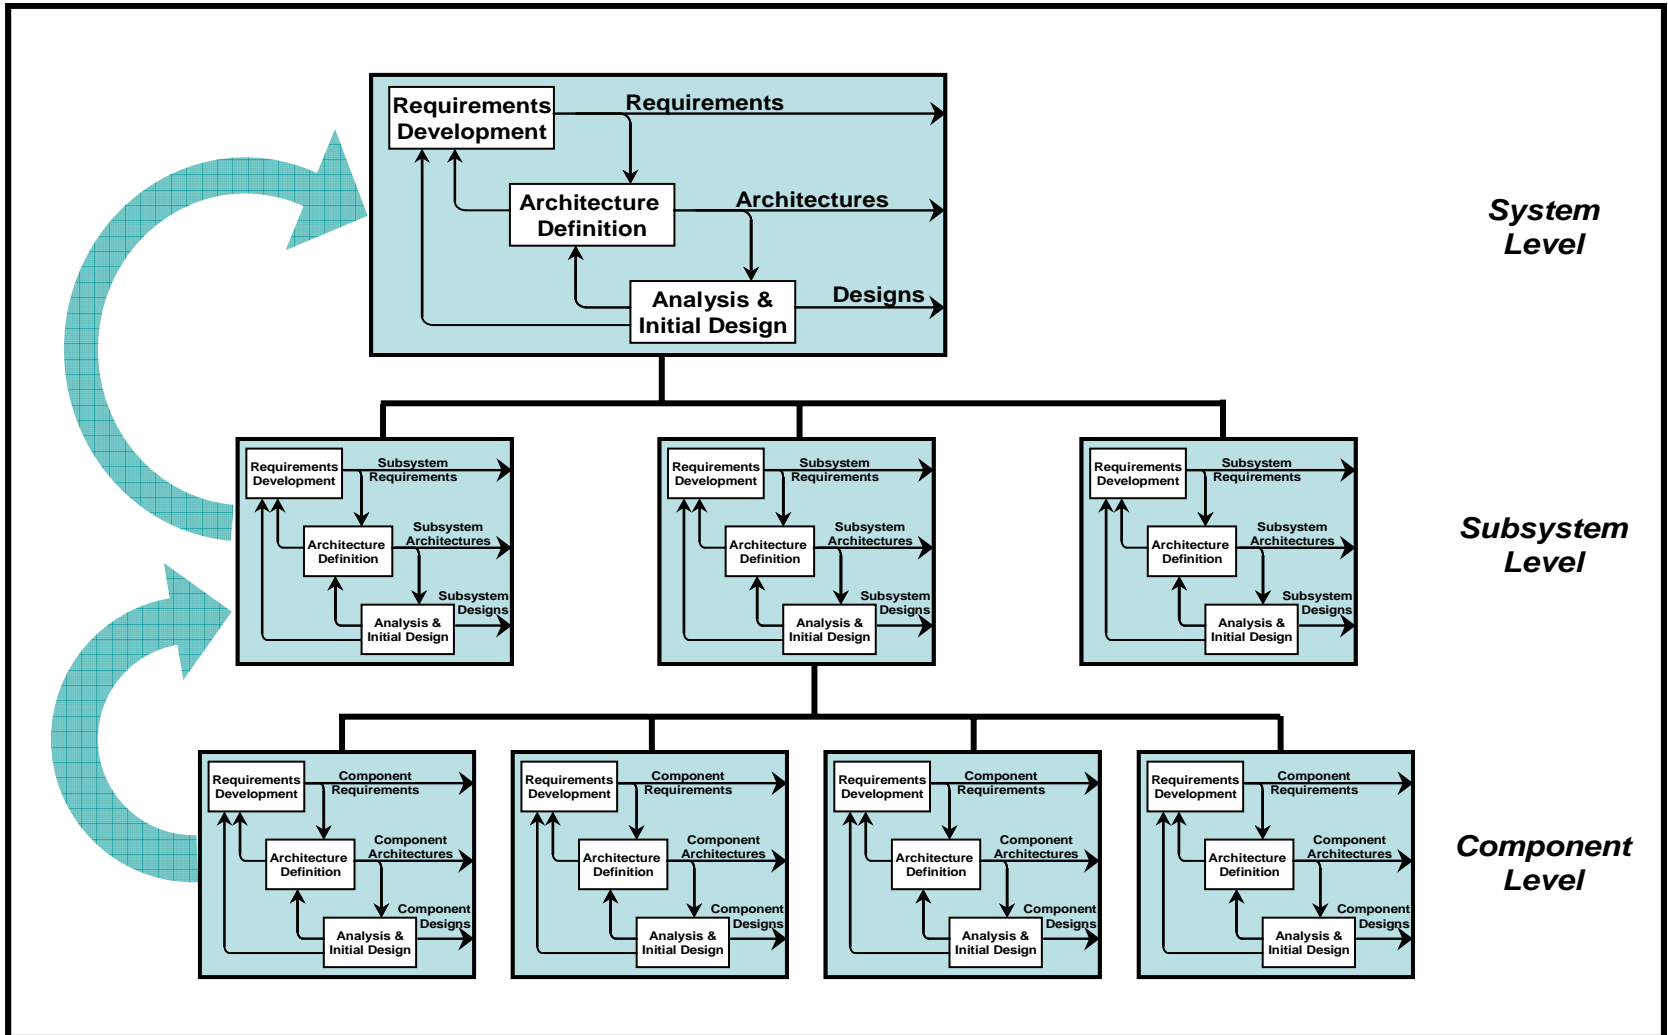 Requirements
Development
Requirements
Architecture
Definition
Architectures
Analysis &
Initial Design
Designs
System
Level
Requirements
Development
Subsystem
Requirements
Architecture
Definition
Subsystem
Architectures
Analysis &
Initial Design
Subsystem
Designs
Requirements
Development
Subsystem
Requirements
Architecture
Definition
Subsystem
Architectures
Analysis &
Initial Design
Subsystem
Designs
Requirements
Development
Subsystem
Requirements
Architecture
Definition
Subsystem
Architectures
Analysis &
Initial Design
Subsystem
Designs
Subsystem
Level
Requirements
Development
Component
Requirements
Architecture
Definition
Component
Architectures
Analysis &
Initial Design
Component
Designs
Requirements
Development
Component
Requirements
Architecture
Definition
Component
Architectures
Analysis &
Initial Design
Component
Designs
Requirements
Development
Component
Requirements
Architecture
Definition
Component
Architectures
Analysis &
Initial Design
Component
Designs
Requirements
Development
Component
Requirements
Architecture
Definition
Component
Architectures
Analysis &
Initial Design
Component
Designs
Component
Level